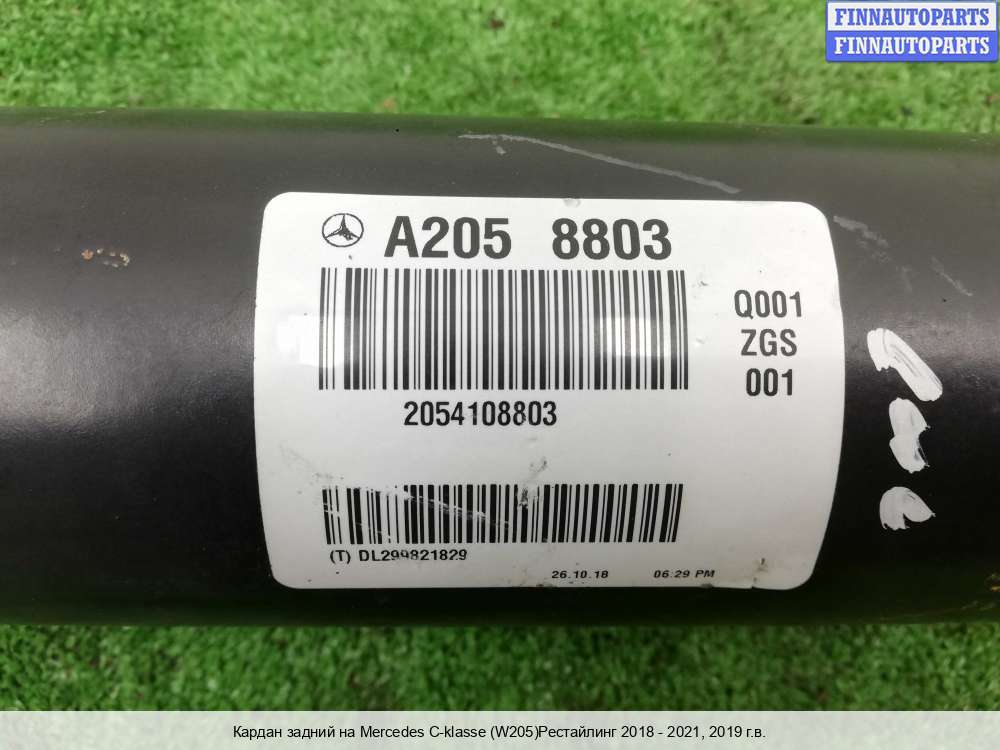 FINNAUTOPARTS
FINNAUTOPARTS
A205 8803
Q001
ZGS
001
2054108803
(T) DL299821829
26.10.18 06:29 PM
Кардан задний на Mercedes C-klasse (W205)Рестайлинг 2018 - 2021, 2019 г.в.